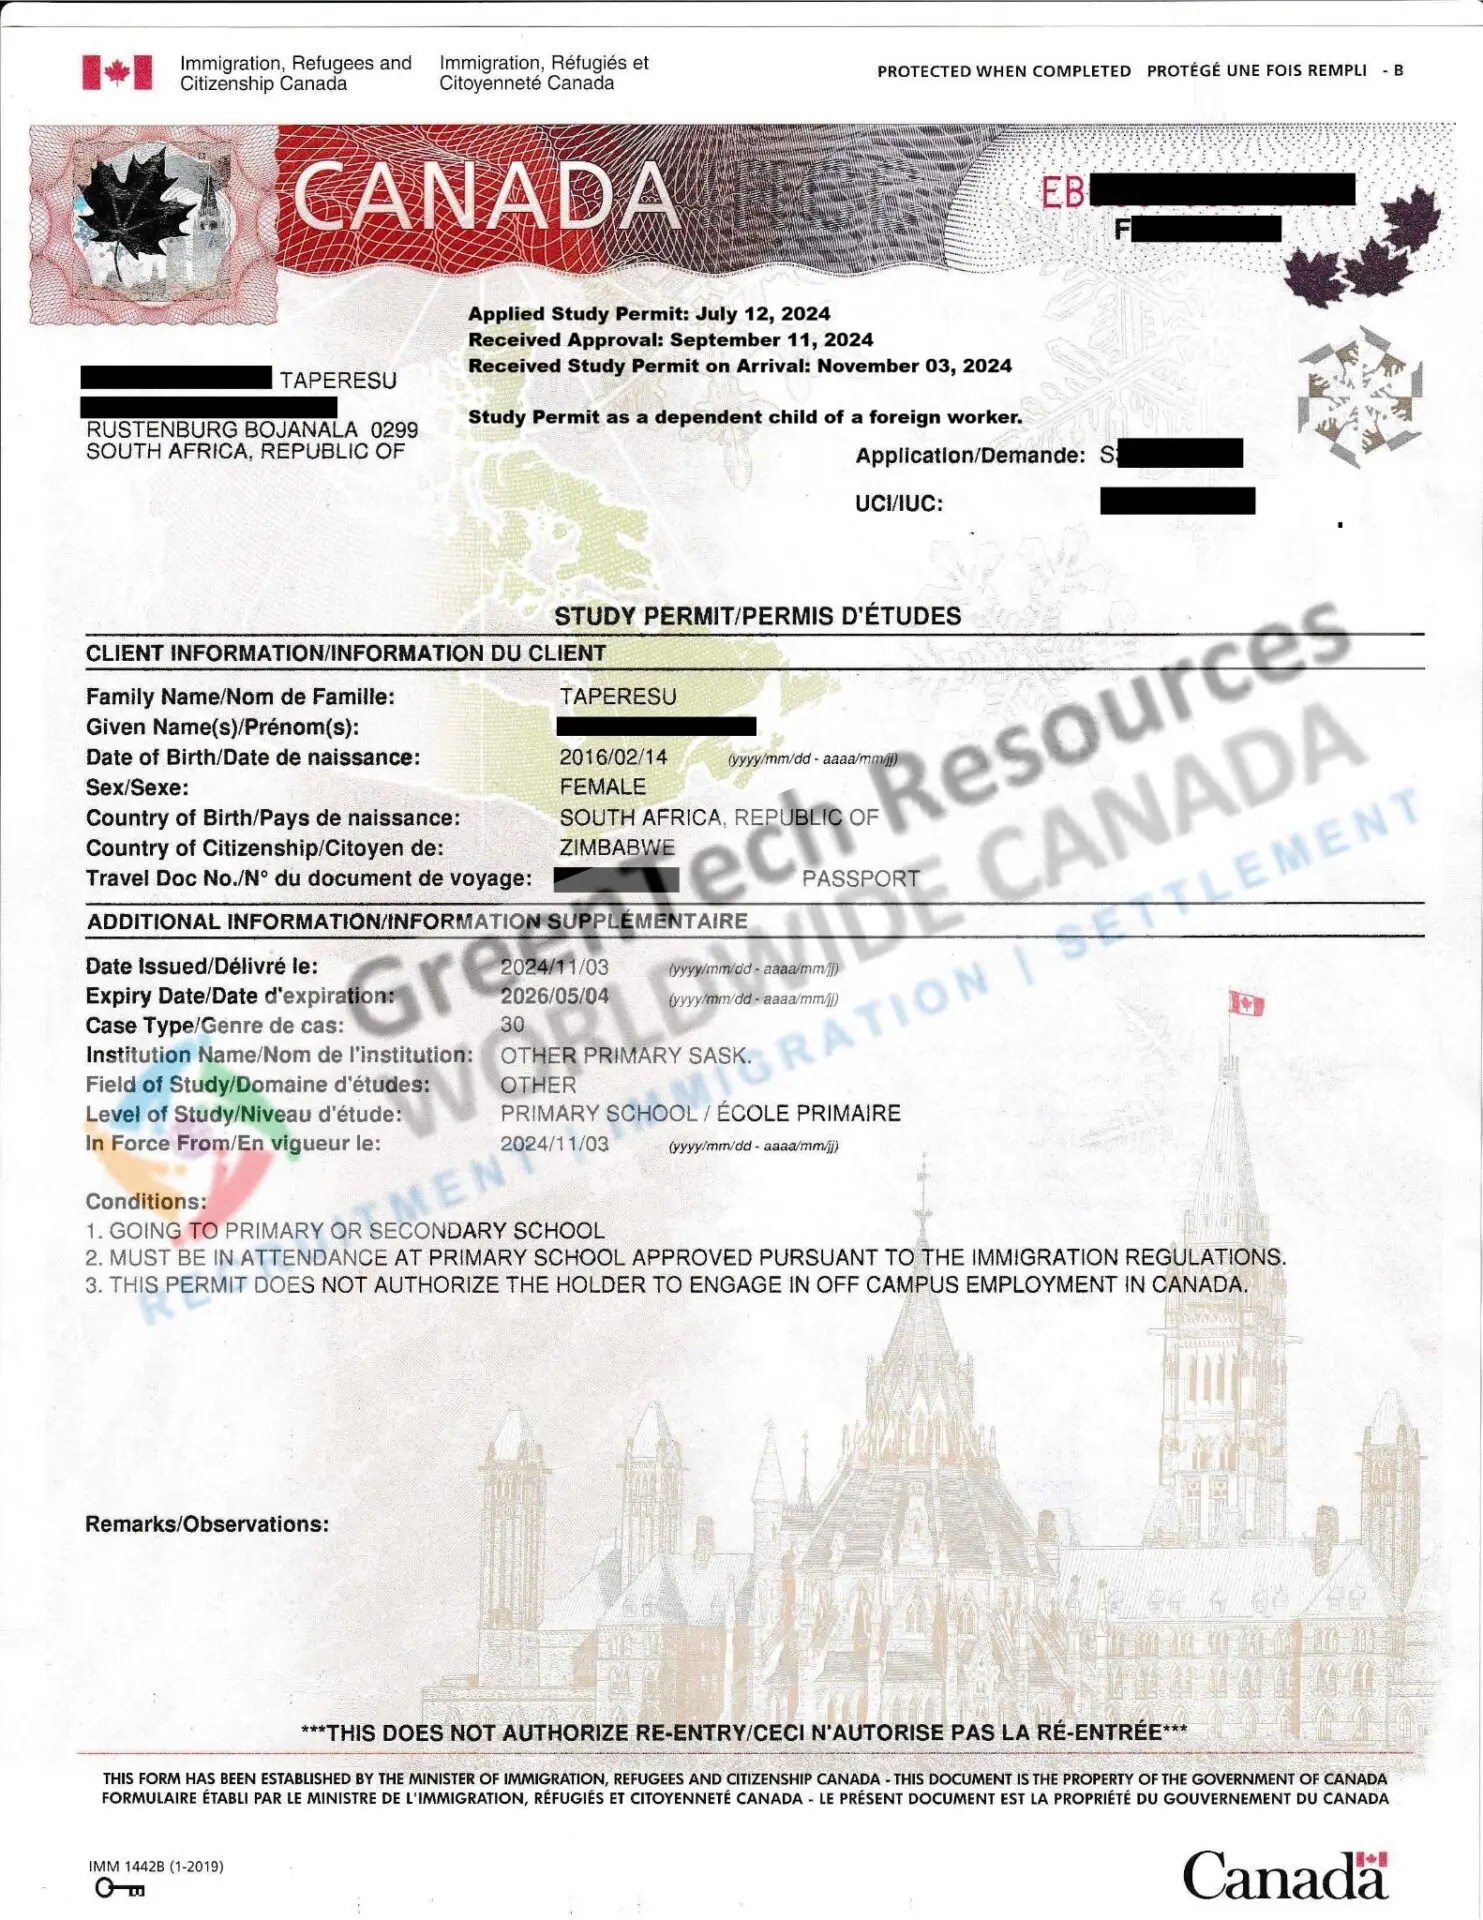 Immigration, Refugees and Citizenship Canada
Immigration, Réfugiés et Citoyenneté Canada
PROTECTED WHEN COMPLETED PROTÉGÉ UNE FOIS REMPLI - B
CANADA
EB
F
Applied Study Permit: July 12, 2024
Received Approval: September 11, 2024
Received Study Permit on Arrival: November 03, 2024
TAPERESU
RUSTENBURG BOJANALA 0299
SOUTH AFRICA, REPUBLIC OF
Study Permit as a dependent child of a foreign worker.
Application/Demande: S
UCI/IUC:
STUDY PERMIT/PERMIS D'ÉTUDES
CLIENT INFORMATION/INFORMATION DU CLIENT
Family Name/Nom de Famille: TAPERESU
Given Name(s)/Prénom(s):
Date of Birth/Date de naissance: 2016/02/14 (yyyy/mm/dd - aaaa/mm/jj)
Sex/Sexe: FEMALE
Country of Birth/Pays de naissance: SOUTH AFRICA, REPUBLIC OF
Country of Citizenship/Citoyen de: ZIMBABWE
Travel Doc No./N° du document de voyage: PASSPORT
ADDITIONAL INFORMATION/INFORMATION SUPPLÉMENTAIRE
Date Issued/Délivré le: 2024/11/03 (yyyy/mm/dd - aaaa/mm/jj)
Expiry Date/Date d'expiration: 2026/05/04 (yyyy/mm/dd - aaaa/mm/jj)
Case Type/Genre de cas: 30
Institution Name/Nom de l'institution: OTHER PRIMARY SASK.
Field of Study/Domaine d'études: OTHER
Level of Study/Niveau d'étude: PRIMARY SCHOOL / ÉCOLE PRIMAIRE
In Force From/En vigueur le: 2024/11/03 (yyyy/mm/dd - aaaa/mm/jj)
GreenTech Resources
WORLDWIDE CANADA
RECRUITMENT | IMMIGRATION | SETTLEMENT
Conditions:
1. GOING TO PRIMARY OR SECONDARY SCHOOL
2. MUST BE IN ATTENDANCE AT PRIMARY SCHOOL APPROVED PURSUANT TO THE IMMIGRATION REGULATIONS.
3. THIS PERMIT DOES NOT AUTHORIZE THE HOLDER TO ENGAGE IN OFF CAMPUS EMPLOYMENT IN CANADA.
Remarks/Observations:
***THIS DOES NOT AUTHORIZE RE-ENTRY/CECI N'AUTORISE PAS LA RÉ-ENTRÉE***
THIS FORM HAS BEEN ESTABLISHED BY THE MINISTER OF IMMIGRATION, REFUGEES AND CITIZENSHIP CANADA - THIS DOCUMENT IS THE PROPERTY OF THE GOVERNMENT OF CANADA
FORMULAIRE ÉTABLI PAR LE MINISTRE DE L'IMMIGRATION, RÉFUGIÉS ET CITOYENNETÉ CANADA - LE PRÉSENT DOCUMENT EST LA PROPRIÉTÉ DU GOUVERNEMENT DU CANADA
IMM 1442B (1-2019)
Canada